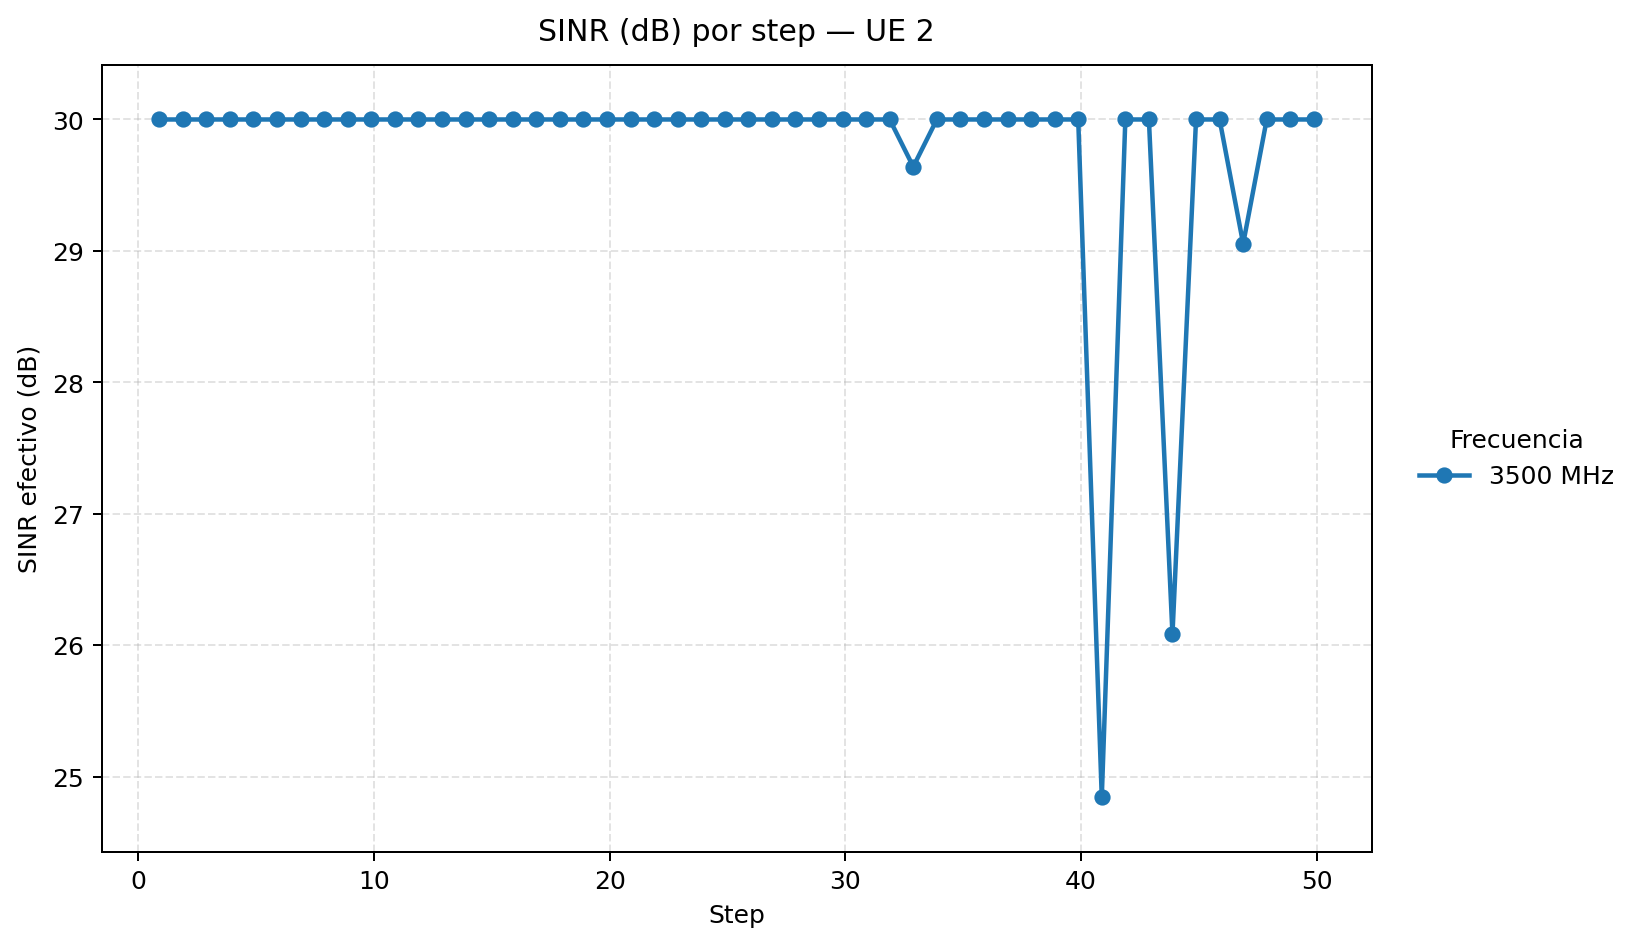 SINR (dB) por step — UE 2
SINR efectivo (dB)
30
29
28
27
26
25
0 10 20 30 40 50
Step
Frecuencia
3500 MHz